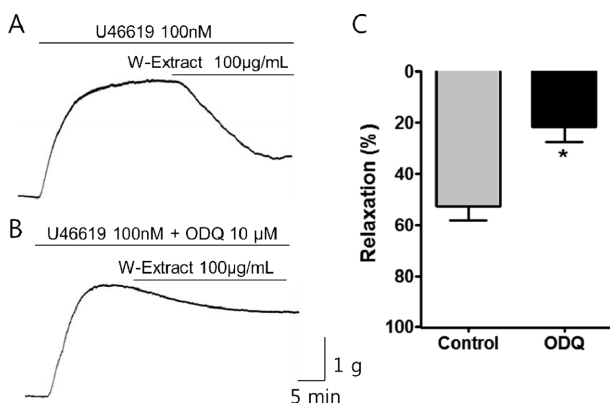 A
U46619 100nM
W-Extract 100µg/mL
B
U46619 100nM + ODQ 10 µM
W-Extract 100µg/mL
1 g
5 min
C
Relaxation (%)
0
20
40
60
80
100
*
Control
ODQ